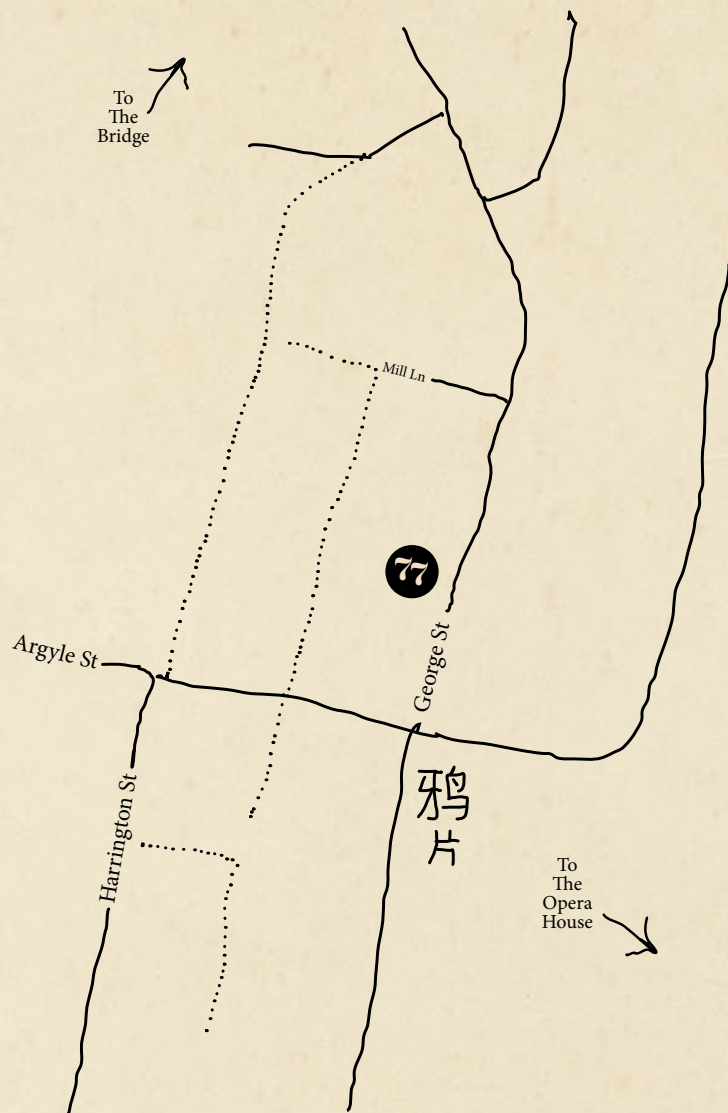 To
The
Bridge
Mill Ln
77
George St
Argyle St
鸦
片
Harrington St
To
The
Opera
House